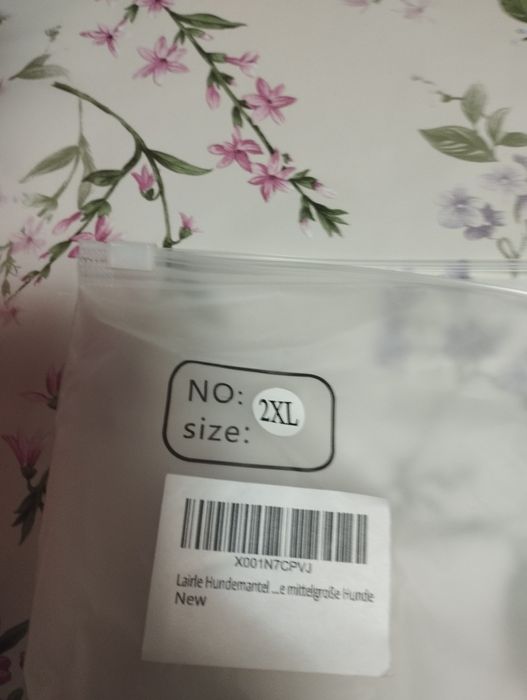 NO:
2XL
size:
X001N7CPVJ
Lairle Hundemantel ...e mittelgroße Hunde
New